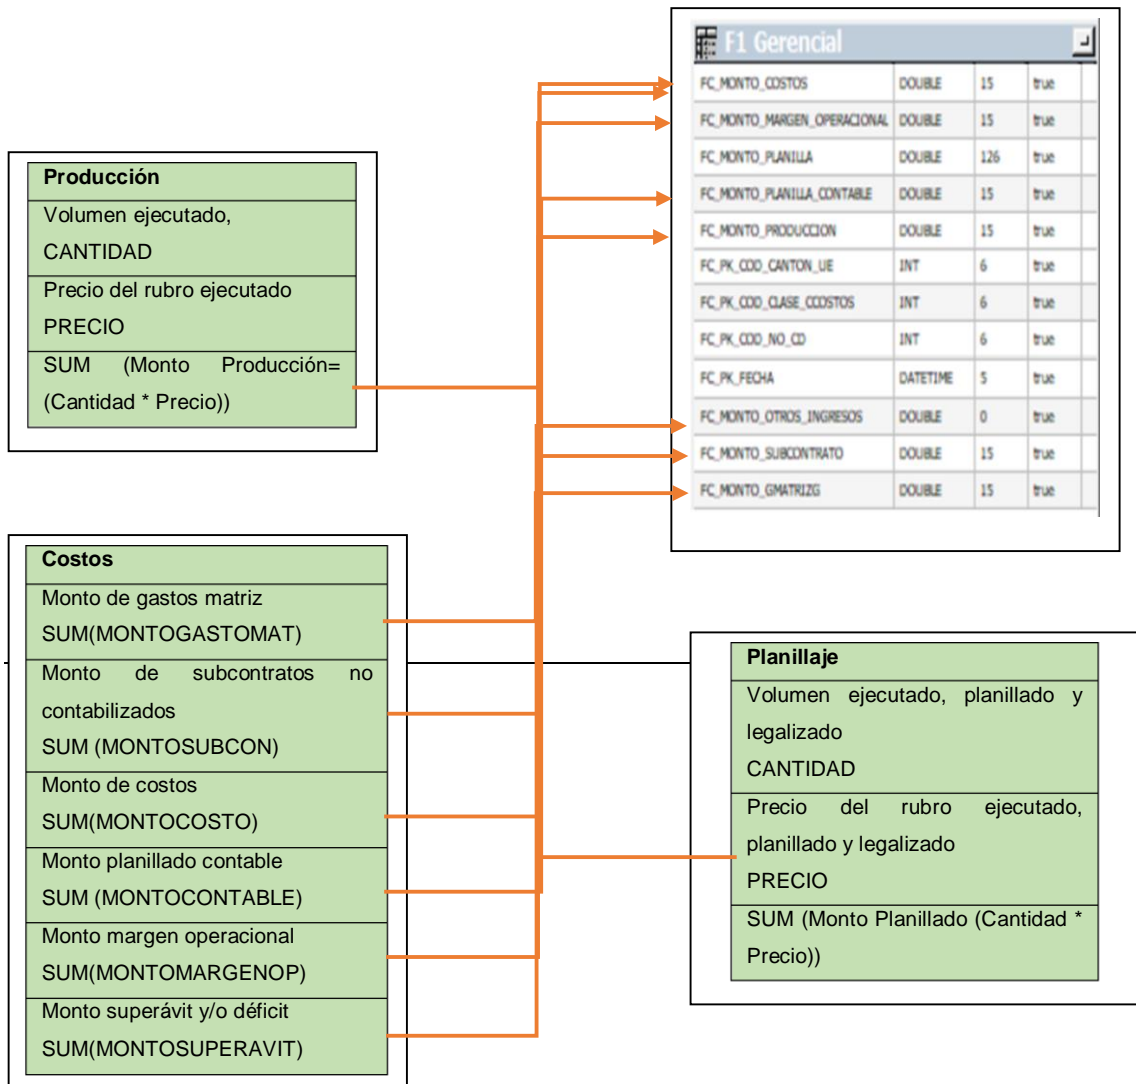 F1 Gerencial
FC_MONTO_COSTOS DOUBLE 15 true
FC_MONTO_MARGEN_OPERACIONAL DOUBLE 15 true
FC_MONTO_PLANILLA DOUBLE 126 true
FC_MONTO_PLANILLA_CONTABLE DOUBLE 15 true
FC_MONTO_PRODUCCION DOUBLE 15 true
FC_PK_COD_CANTON_UE INT 6 true
FC_PK_COD_CLASE_CCOSTOS INT 6 true
FC_PK_COD_NO_CD INT 6 true
FC_PK_FECHA DATETIME 5 true
FC_MONTO_OTROS_INGRESOS DOUBLE 0 true
FC_MONTO_SUBCONTRATO DOUBLE 15 true
FC_MONTO_GMATRIZG DOUBLE 15 true
Producción
Volumen ejecutado,
CANTIDAD
Precio del rubro ejecutado
PRECIO
SUM (Monto Producción=
(Cantidad * Precio))
Costos
Monto de gastos matriz
SUM(MONTOGASTOMAT)
Monto de subcontratos no
contabilizados
SUM (MONTOSUBCON)
Monto de costos
SUM(MONTOCOSTO)
Monto planillado contable
SUM (MONTOCONTABLE)
Monto margen operacional
SUM(MONTOMARGENOP)
Monto superávit y/o déficit
SUM(MONTOSUPERAVIT)
Planillaje
Volumen ejecutado, planillado y
legalizado
CANTIDAD
Precio del rubro ejecutado,
planillado y legalizado
PRECIO
SUM (Monto Planillado (Cantidad *
Precio))